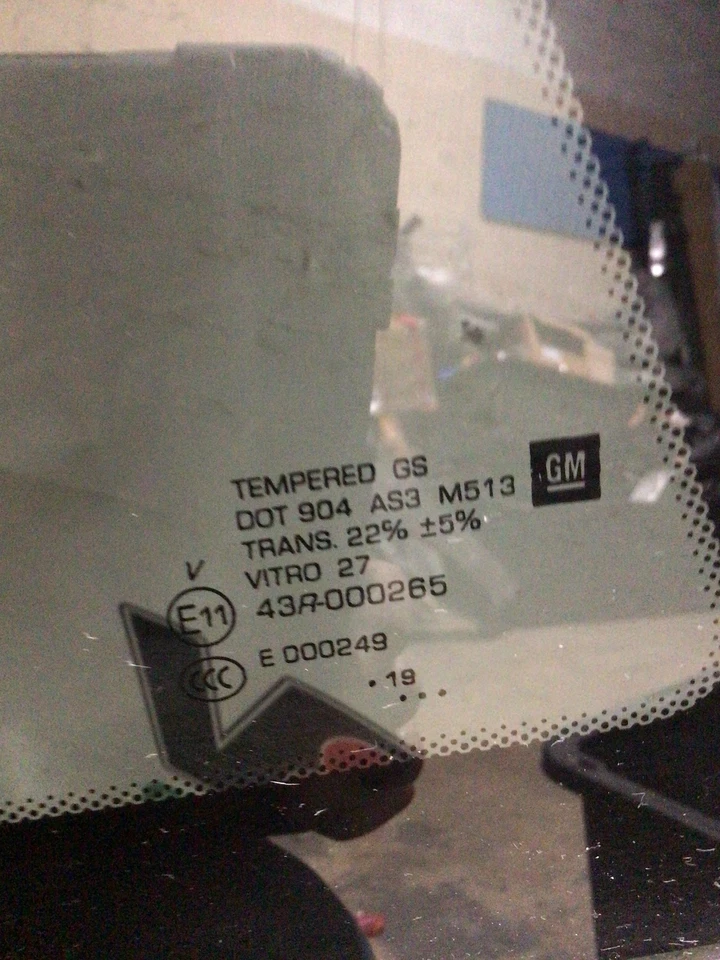 TEMPERED GS
GM
DOT 904 AS3 M513
TRANS. 22% ±5%
VITRO 27
V
E11 43R-000265
CCC E 000249
.19
...